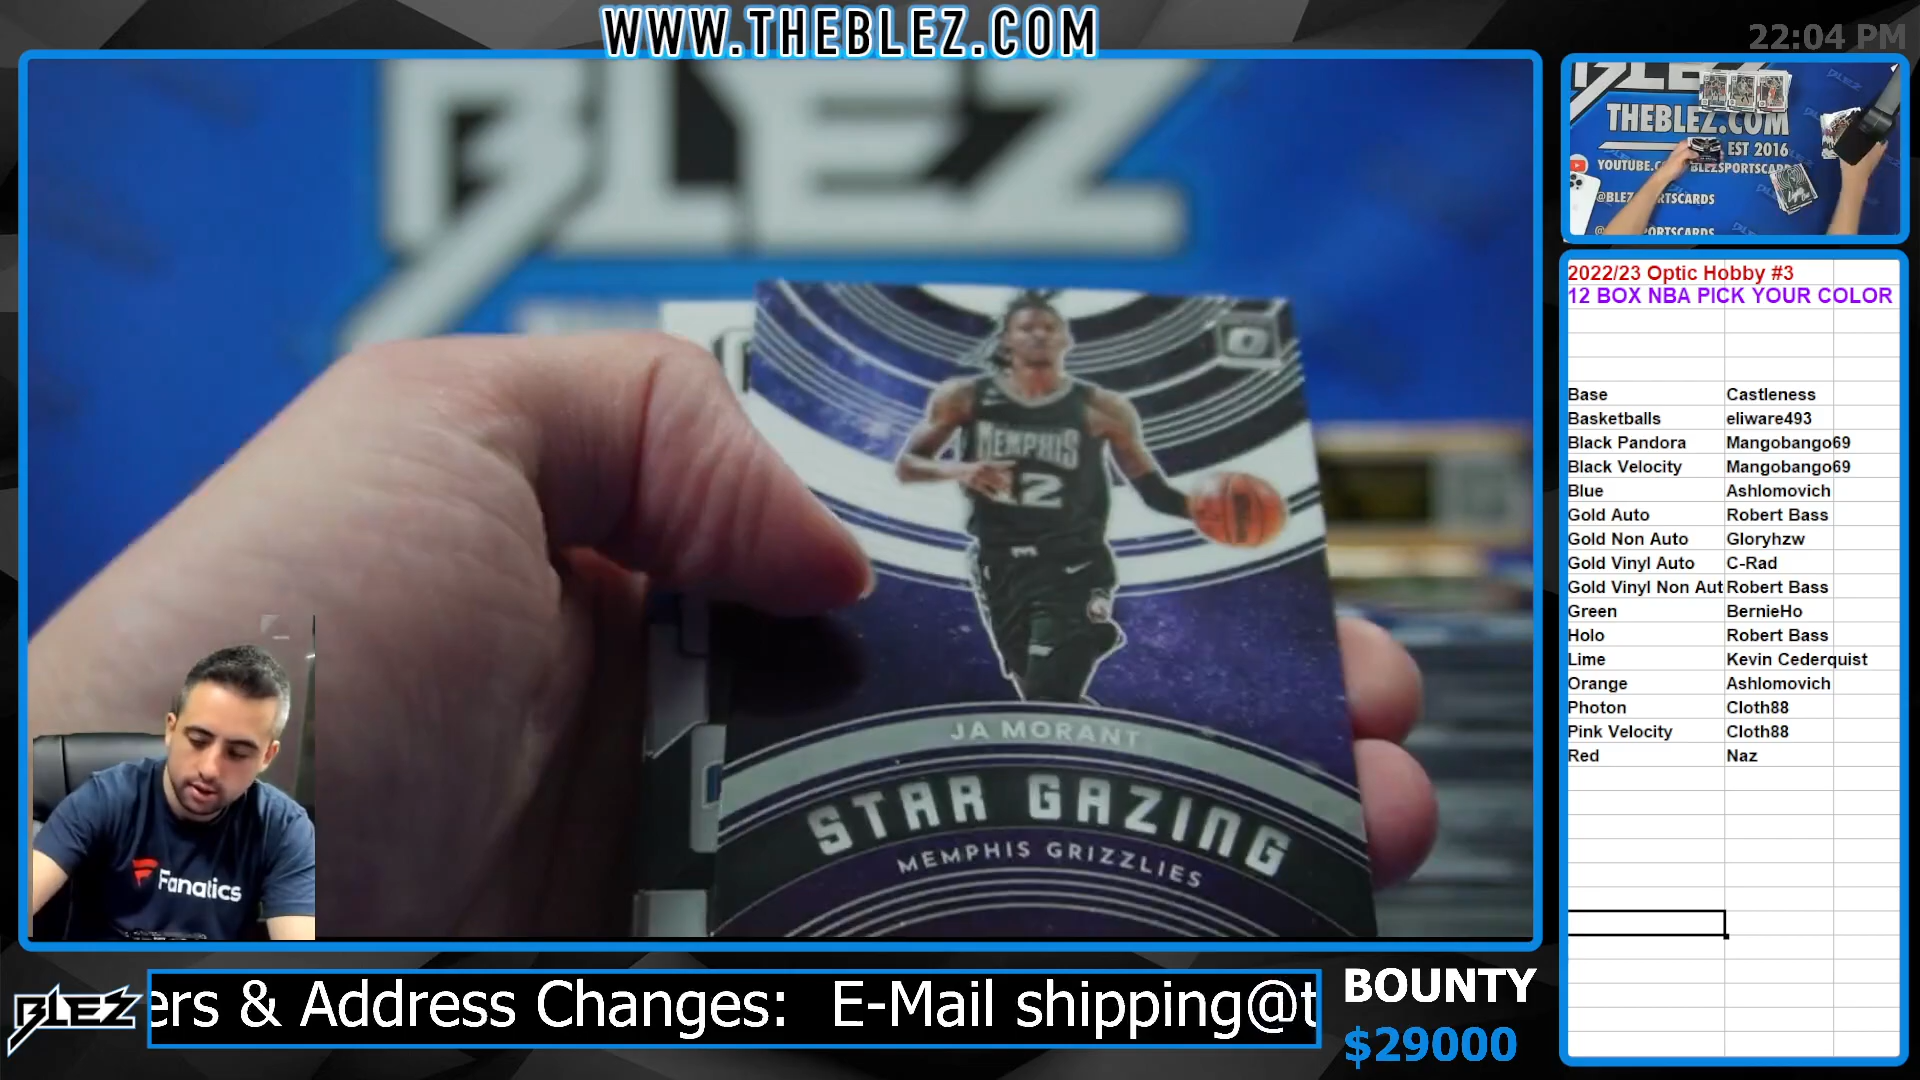 WWW.THEBLEZ.COM
22:04 PM
BLEZ
MEMPHIS
12
JA MORANT
STAR GAZING
MEMPHIS GRIZZLIES
Fanatics
BLEZ
THEBLEZ.COM
EST 2016
2022/23 Optic Hobby #3
12 BOX NBA PICK YOUR COLOR
Base Castleness
Basketballs eliware493
Black Pandora Mangobango69
Black Velocity Mangobango69
Blue Ashlomovich
Gold Auto Robert Bass
Gold Non Auto Gloryhzw
Gold Vinyl Auto C-Rad
Gold Vinyl Non Aut Robert Bass
Green BernieHo
Holo Robert Bass
Lime Kevin Cederquist
Orange Ashlomovich
Photon Cloth88
Pink Velocity Cloth88
Red Naz
BLEZ
ers & Address Changes: E-Mail shipping@t
BOUNTY
$29000